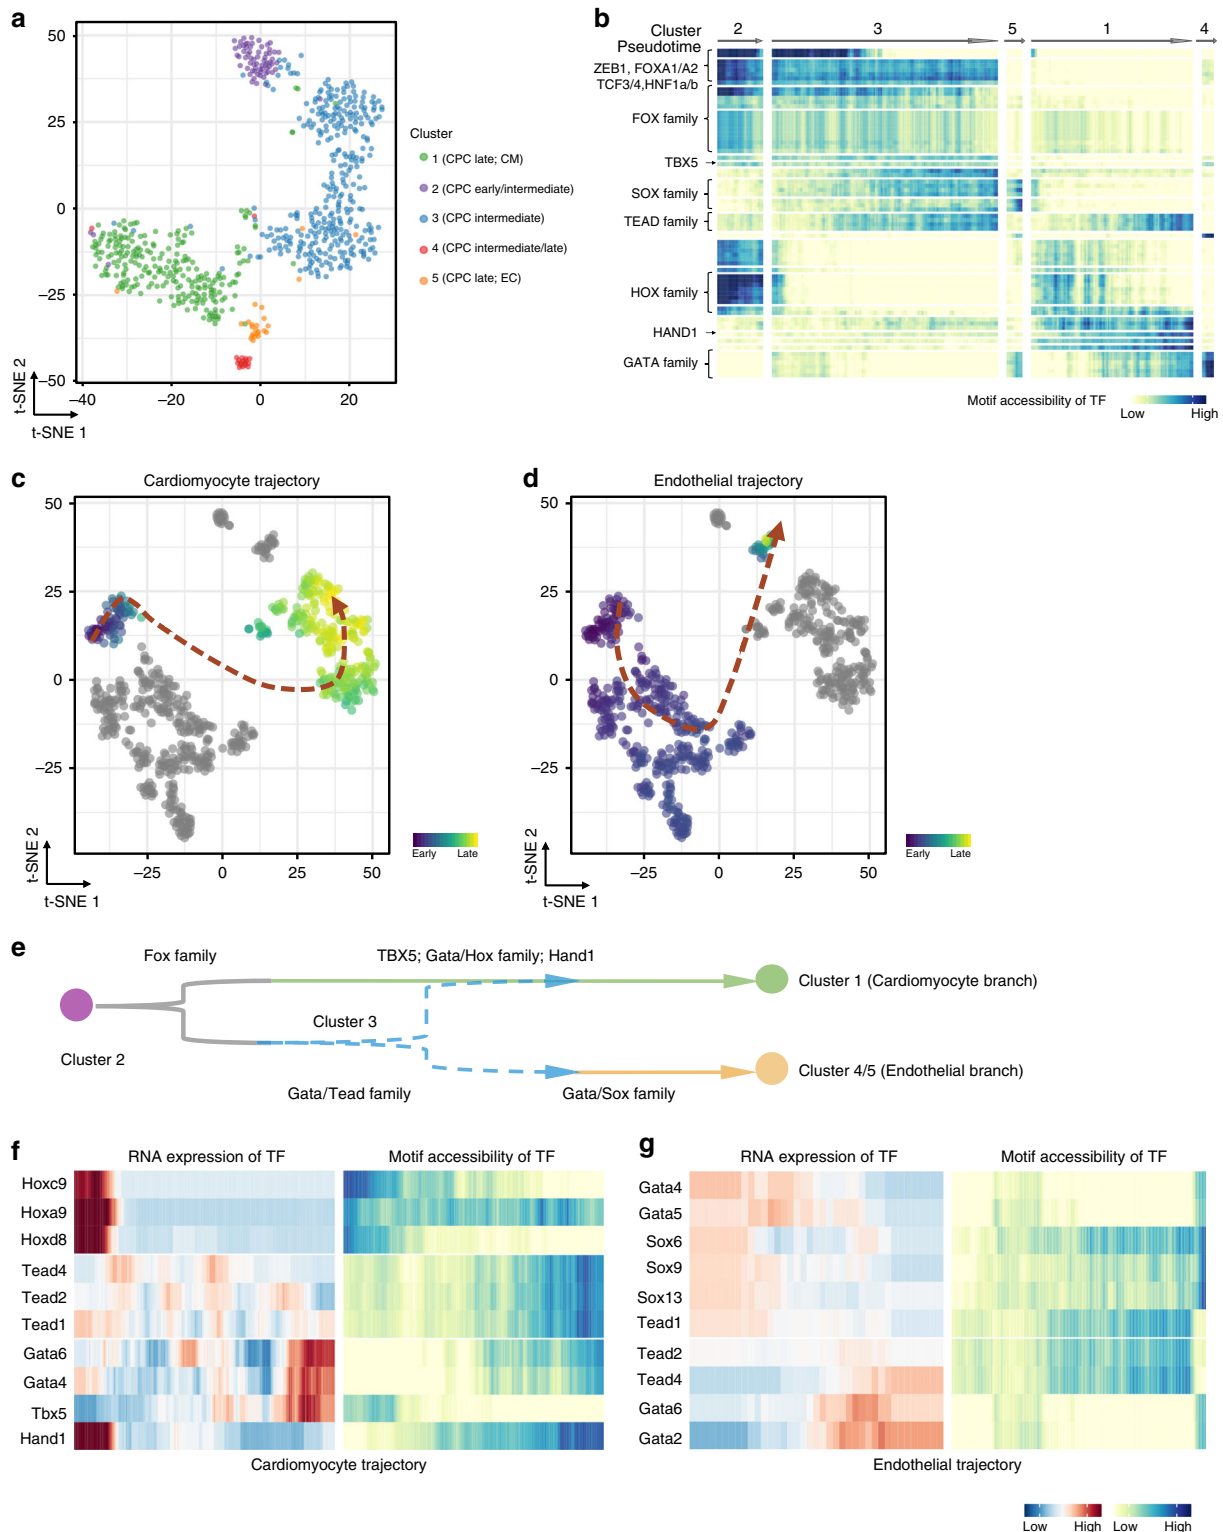 a
50
25
0
−25
−50
−40
−20
0
20
t-SNE 2
t-SNE 1
Cluster
1 (CPC late; CM)
2 (CPC early/intermediate)
3 (CPC intermediate)
4 (CPC intermediate/late)
5 (CPC late; EC)
b
Cluster
2
3
5
1
4
Pseudotime
ZEB1, FOXA1/A2
TCF3/4,HNF1a/b
FOX family
TBX5
SOX family
TEAD family
HOX family
HAND1
GATA family
Motif accessibility of TF
Low
High
c
Cardiomyocyte trajectory
50
25
0
−25
−25
0
25
50
t-SNE 2
t-SNE 1
Early
Late
d
Endothelial trajectory
50
25
0
−25
−25
0
25
50
t-SNE 2
t-SNE 1
Early
Late
e
Fox family
TBX5; Gata/Hox family; Hand1
Cluster 1 (Cardiomyocyte branch)
Cluster 3
Cluster 2
Cluster 4/5 (Endothelial branch)
Gata/Tead family
Gata/Sox family
f
RNA expression of TF
Motif accessibility of TF
Hoxc9
Hoxa9
Hoxd8
Tead4
Tead2
Tead1
Gata6
Gata4
Tbx5
Hand1
Cardiomyocyte trajectory
g
RNA expression of TF
Motif accessibility of TF
Gata4
Gata5
Sox6
Sox9
Sox13
Tead1
Tead2
Tead4
Gata6
Gata2
Endothelial trajectory
Low
High
Low
High